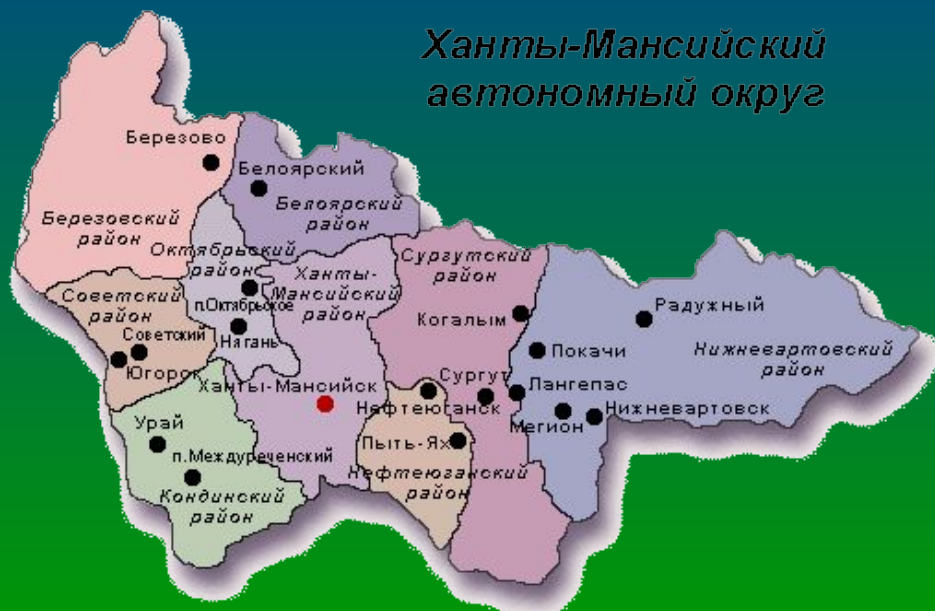 Ханты-Мансийский
автономный округ
Березово
Белоярский
Белоярский
район
Березовский
район
Октябрьский
район
Сургутский
район
Ханты-
Мансийский
район
Советский
район
п.Октябрьское
Радужный
Когалым
Советский
Нягань
Покачи
Нижневартовский
район
Югорск
Ханты-Мансийск
Сургут
Лангепас
Нефтеюганск
Нижневартовск
Мегион
Урай
Пыть-Ях
п.Междуреченский
Нефтеюганский
район
Кондинский
район